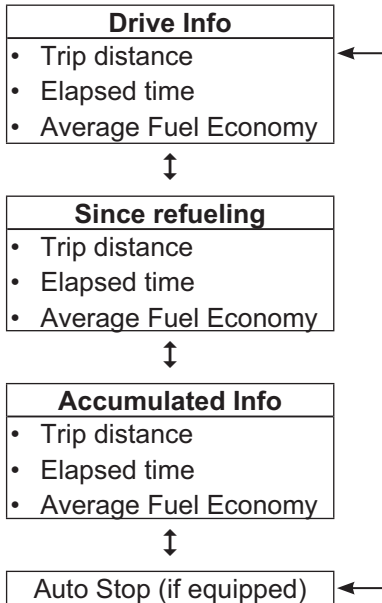 Drive Info
• Trip distance
• Elapsed time
• Average Fuel Economy
Since refueling
• Trip distance
• Elapsed time
• Average Fuel Economy
Accumulated Info
• Trip distance
• Elapsed time
• Average Fuel Economy
Auto Stop (if equipped)